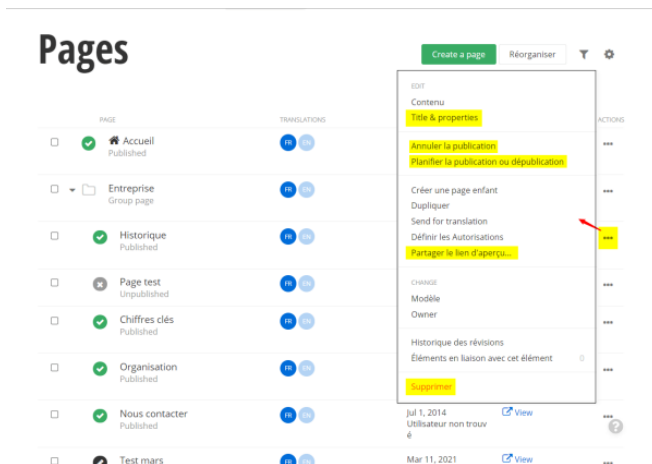 Pages
Create a page
Réorganiser
PAGE
TRANSLATIONS
ACTIONS
EDIT
Contenu
Title & properties
Annuler la publication
Planifier la publication ou dépublication
Créer une page enfant
Dupliquer
Send for translation
Définir les Autorisations
Partager le lien d'aperçu...
CHANGE
Modèle
Owner
Historique des révisions
Éléments en liaison avec cet élément 0
Supprimer
Accueil
Published
FR EN
Entreprise
Group page
FR EN
Historique
Published
FR EN
Page test
Unpublished
FR EN
Chiffres clés
Published
FR EN
Organisation
Published
FR EN
Nous contacter
Published
FR EN
Jul 1, 2014
Utilisateur non trouv
é
View
?
Test mars
FR EN
Mar 11, 2021
View